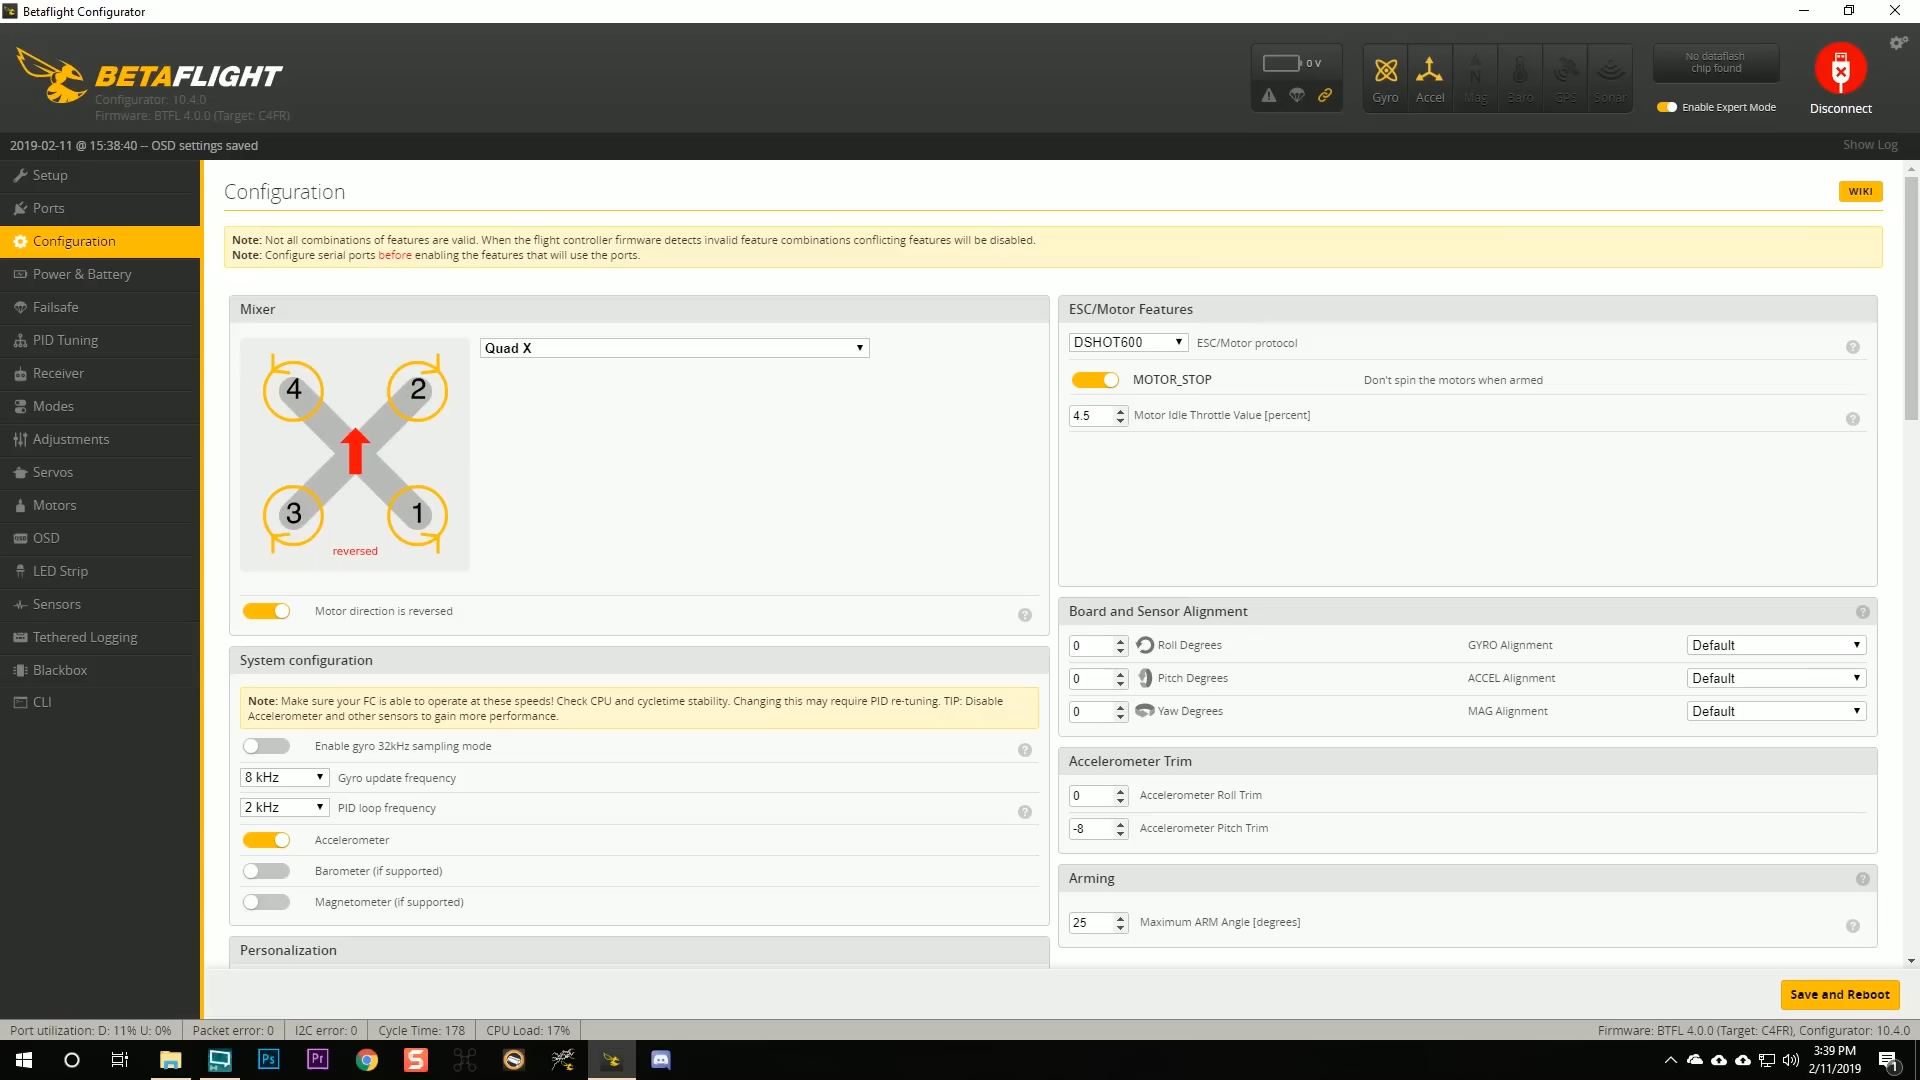 Betaflight Configurator
BETAFLIGHT
Configurator: 10.4.0
Firmware: BTFL 4.0.0 (Target: C4FR)
0 V
Gyro
Accel
Mag
Baro
GPS
Sonar
No dataflash
chip found
Enable Expert Mode
Disconnect
2019-02-11 @ 15:38:40 -- OSD settings saved
Show Log
Setup
Ports
Configuration
Power & Battery
Failsafe
PID Tuning
Receiver
Modes
Adjustments
Servos
Motors
OSD
LED Strip
Sensors
Tethered Logging
Blackbox
CLI
Configuration
WIKI
Note: Not all combinations of features are valid. When the flight controller firmware detects invalid feature combinations conflicting features will be disabled.
Note: Configure serial ports before enabling the features that will use the ports.
Mixer
Quad X
4
2
3
1
reversed
Motor direction is reversed
System configuration
Note: Make sure your FC is able to operate at these speeds! Check CPU and cycletime stability. Changing this may require PID re-tuning. TIP: Disable
Accelerometer and other sensors to gain more performance.
Enable gyro 32kHz sampling mode
8 kHz Gyro update frequency
2 kHz PID loop frequency
Accelerometer
Barometer (if supported)
Magnetometer (if supported)
Personalization
ESC/Motor Features
DSHOT600 ESC/Motor protocol
MOTOR_STOP Don't spin the motors when armed
4.5 Motor Idle Throttle Value [percent]
Board and Sensor Alignment
0 Roll Degrees GYRO Alignment Default
0 Pitch Degrees ACCEL Alignment Default
0 Yaw Degrees MAG Alignment Default
Accelerometer Trim
0 Accelerometer Roll Trim
-8 Accelerometer Pitch Trim
Arming
25 Maximum ARM Angle [degrees]
Save and Reboot
Port utilization: D: 11% U: 0% Packet error: 0 I2C error: 0 Cycle Time: 178 CPU Load: 17%
Firmware: BTFL 4.0.0 (Target: C4FR), Configurator: 10.4.0
Ps
Pr
S
3:39 PM
2/11/2019
1